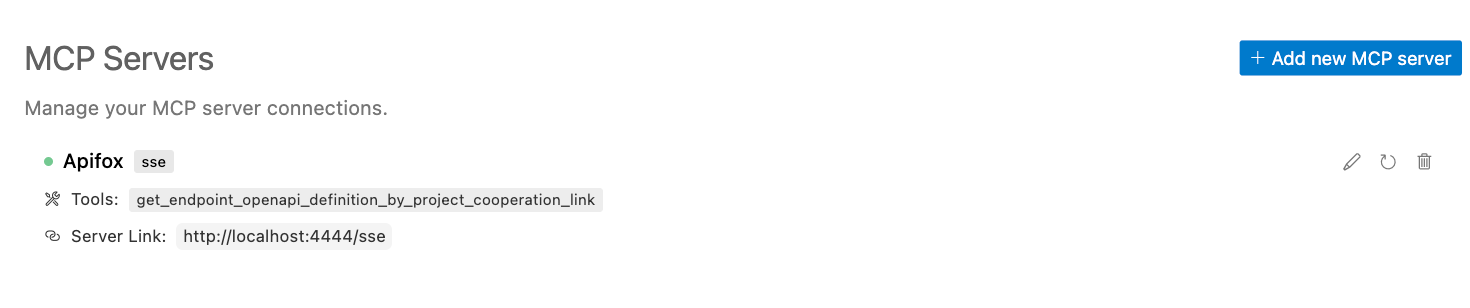 MCP Servers
+ Add new MCP server
Manage your MCP server connections.
Apifox sse
Tools: get_endpoint_openapi_definition_by_project_cooperation_link
Server Link: http://localhost:4444/sse